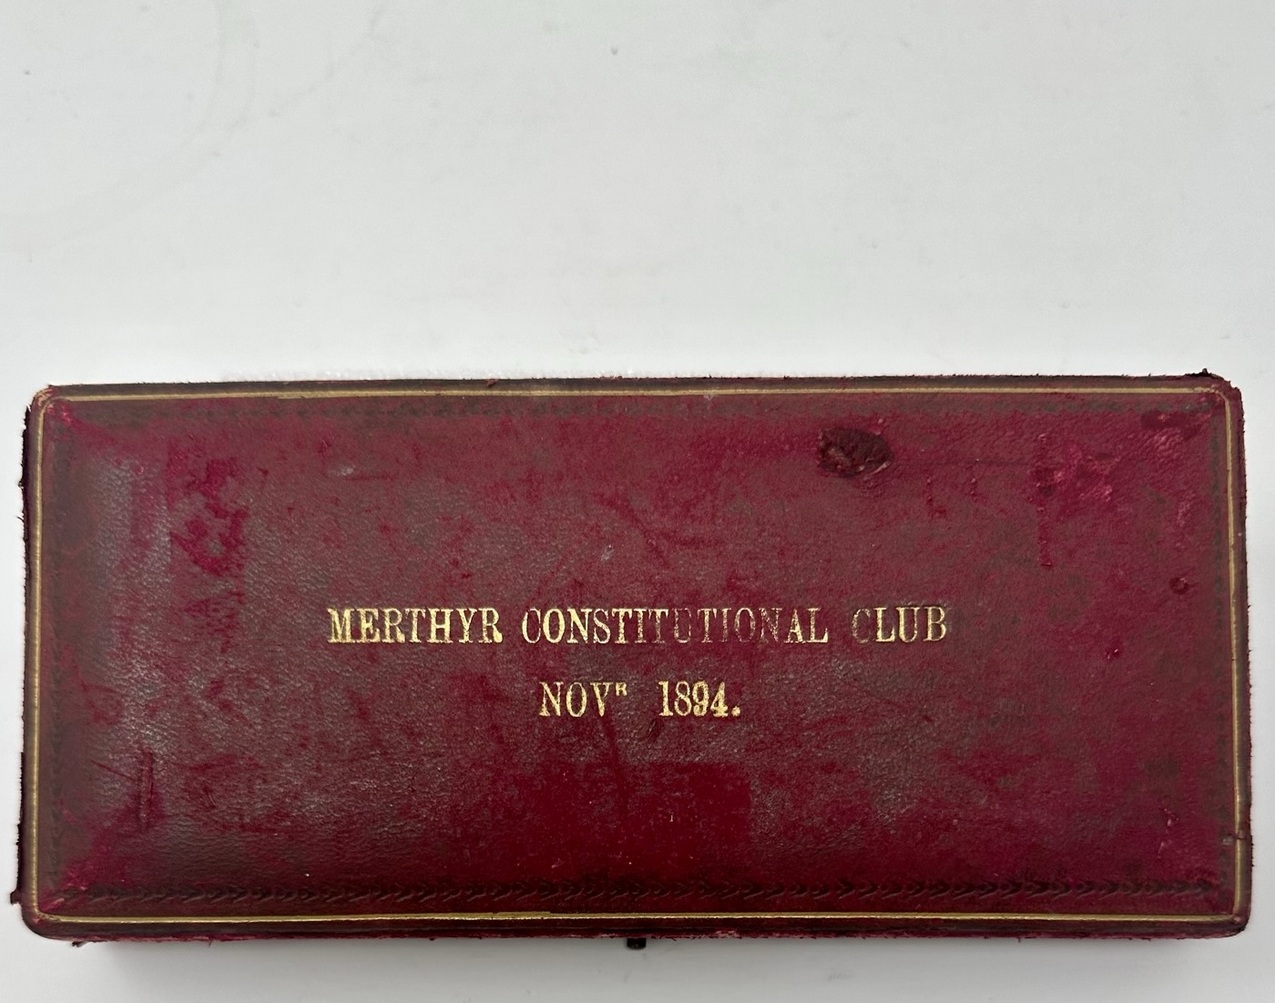 MERTHYR CONSTITUTIONAL CLUB
NOVᴿ 1894.